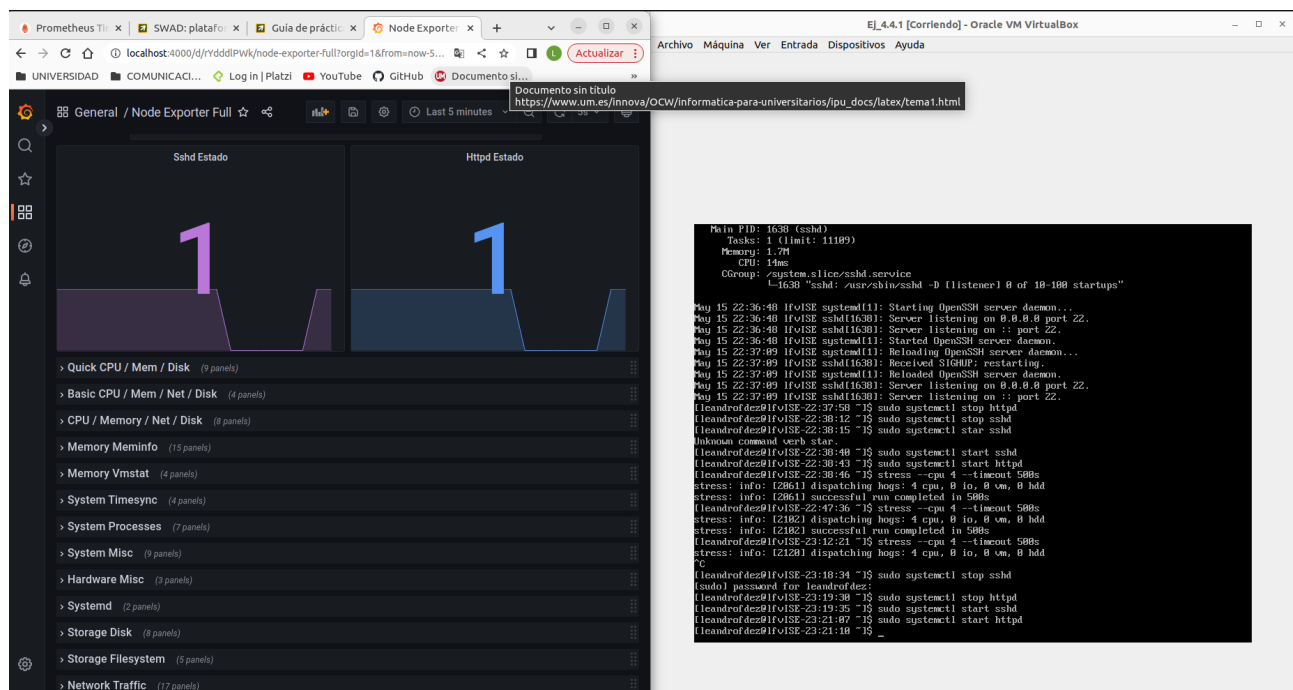 Prometheus Tir
SWAD: platafor
Guía de práctic
Node Exporter
localhost:4000/d/rYdddlPWk/node-exporter-full?orgId=1&from=now-5...
Actualizar
UNIVERSIDAD
COMUNICACI...
Log in | Platzi
YouTube
GitHub
Documento si...
»
Documento sin título
https://www.um.es/innova/OCW/informatica-para-universitarios/ipu_docs/latex/tema1.html
General / Node Exporter Full
Last 5 minutes
5s
Sshd Estado
1
Httpd Estado
1
Quick CPU / Mem / Disk (9 panels)
Basic CPU / Mem / Net / Disk (4 panels)
CPU / Memory / Net / Disk (8 panels)
Memory Meminfo (15 panels)
Memory Vmstat (4 panels)
System Timesync (4 panels)
System Processes (7 panels)
System Misc (9 panels)
Hardware Misc (3 panels)
Systemd (2 panels)
Storage Disk (8 panels)
Storage Filesystem (5 panels)
Network Traffic (17 panels)
Ej_4.4.1 [Corriendo] - Oracle VM VirtualBox
Archivo Máquina Ver Entrada Dispositivos Ayuda
Main PID: 1638 (sshd)
Tasks: 1 (limit: 11109)
Memory: 1.7M
CPU: 14ms
CGroup: /system.slice/sshd.service
└─1638 "sshd: /usr/sbin/sshd -D [listener] 0 of 10-100 startups"
May 15 22:36:48 lfvISE systemd[1]: Starting OpenSSH server daemon...
May 15 22:36:48 lfvISE sshd[1638]: Server listening on 0.0.0.0 port 22.
May 15 22:36:48 lfvISE sshd[1638]: Server listening on :: port 22.
May 15 22:36:48 lfvISE systemd[1]: Started OpenSSH server daemon.
May 15 22:37:09 lfvISE systemd[1]: Reloading OpenSSH server daemon...
May 15 22:37:09 lfvISE sshd[1638]: Received SIGHUP; restarting.
May 15 22:37:09 lfvISE systemd[1]: Reloaded OpenSSH server daemon.
May 15 22:37:09 lfvISE sshd[1638]: Server listening on 0.0.0.0 port 22.
May 15 22:37:09 lfvISE sshd[1638]: Server listening on :: port 22.
[leandrofdez@lfvISE-22:37:58 ~]$ sudo systemctl stop httpd
[leandrofdez@lfvISE-22:38:12 ~]$ sudo systemctl stop sshd
[leandrofdez@lfvISE-22:38:15 ~]$ sudo systemctl star sshd
Unknown command verb star.
[leandrofdez@lfvISE-22:38:40 ~]$ sudo systemctl start sshd
[leandrofdez@lfvISE-22:38:43 ~]$ sudo systemctl start httpd
[leandrofdez@lfvISE-22:38:46 ~]$ stress --cpu 4 --timeout 500s
stress: info: [2061] dispatching hogs: 4 cpu, 0 io, 0 vm, 0 hdd
stress: info: [2061] successful run completed in 500s
[leandrofdez@lfvISE-22:47:36 ~]$ stress --cpu 4 --timeout 500s
stress: info: [2102] dispatching hogs: 4 cpu, 0 io, 0 vm, 0 hdd
stress: info: [2102] successful run completed in 500s
[leandrofdez@lfvISE-23:12:21 ~]$ stress --cpu 4 --timeout 500s
stress: info: [2120] dispatching hogs: 4 cpu, 0 io, 0 vm, 0 hdd
^C
[leandrofdez@lfvISE-23:18:34 ~]$ sudo systemctl stop sshd
[sudo] password for leandrofdez:
[leandrofdez@lfvISE-23:19:30 ~]$ sudo systemctl stop httpd
[leandrofdez@lfvISE-23:19:35 ~]$ sudo systemctl start sshd
[leandrofdez@lfvISE-23:21:07 ~]$ sudo systemctl start httpd
[leandrofdez@lfvISE-23:21:10 ~]$ _